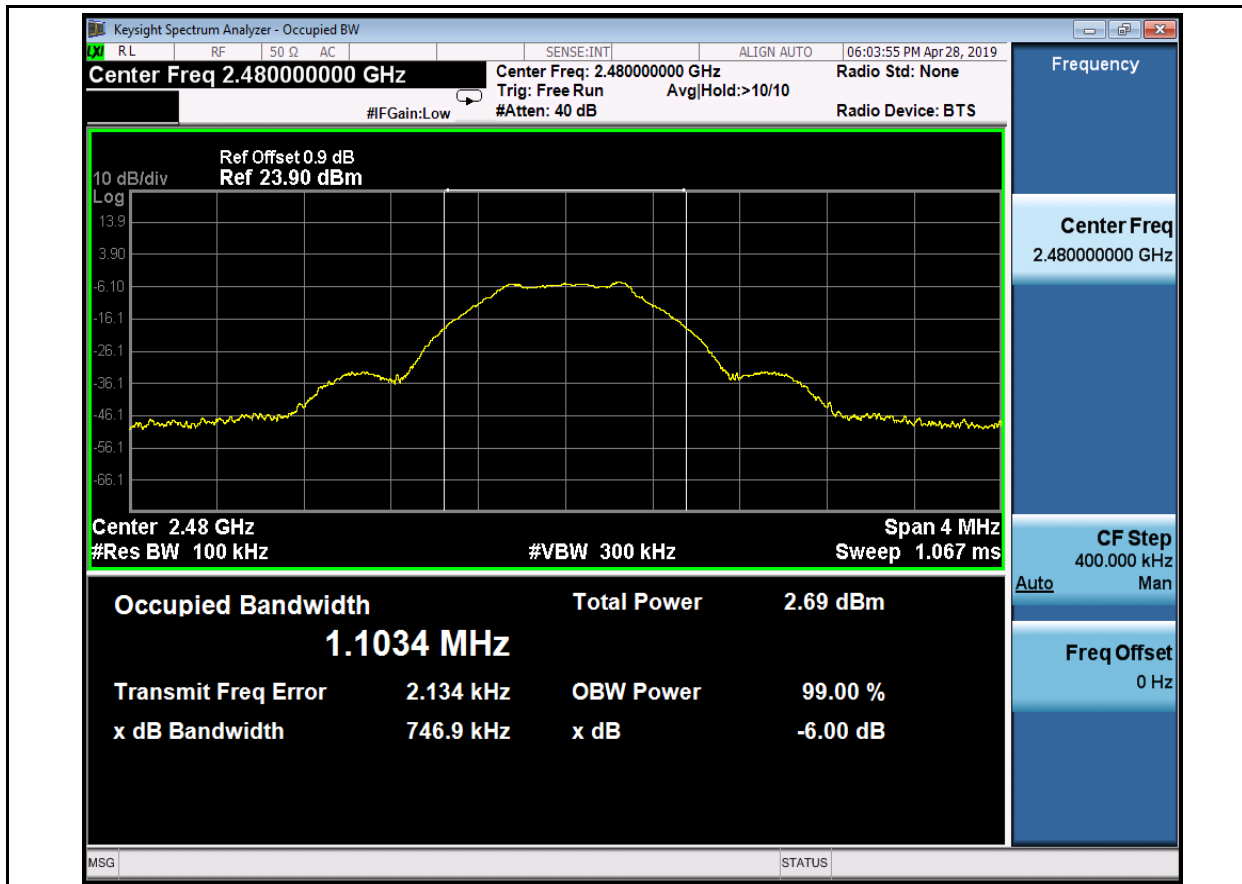 Keysight Spectrum Analyzer - Occupied BW
LXI RL RF 50 Ω AC SENSE:INT ALIGN AUTO 06:03:55 PM Apr 28, 2019
Center Freq 2.480000000 GHz
Center Freq: 2.480000000 GHz
Radio Std: None
Trig: Free Run Avg|Hold:>10/10
#IFGain:Low #Atten: 40 dB Radio Device: BTS
Ref Offset 0.9 dB
10 dB/div Ref 23.90 dBm
Log
13.9
3.90
-6.10
-16.1
-26.1
-36.1
-46.1
-56.1
-66.1
Center 2.48 GHz Span 4 MHz
#Res BW 100 kHz #VBW 300 kHz Sweep 1.067 ms
Occupied Bandwidth Total Power 2.69 dBm
1.1034 MHz
Transmit Freq Error 2.134 kHz OBW Power 99.00 %
x dB Bandwidth 746.9 kHz x dB -6.00 dB
MSG STATUS
Frequency
Center Freq
2.480000000 GHz
CF Step
400.000 kHz
Auto Man
Freq Offset
0 Hz